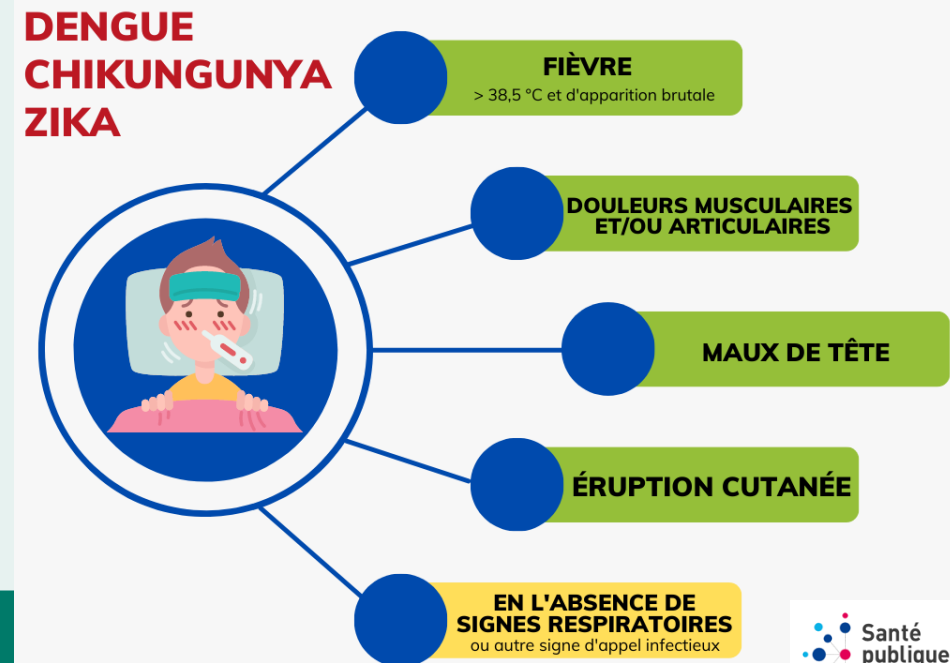 DENGUE
CHIKUNGUNYA
ZIKA
FIÈVRE
> 38,5 °C et d'apparition brutale
DOULEURS MUSCULAIRES
ET/OU ARTICULAIRES
MAUX DE TÊTE
ÉRUPTION CUTANÉE
EN L'ABSENCE DE
SIGNES RESPIRATOIRES
ou autre signe d'appel infectieux
Santé
publique